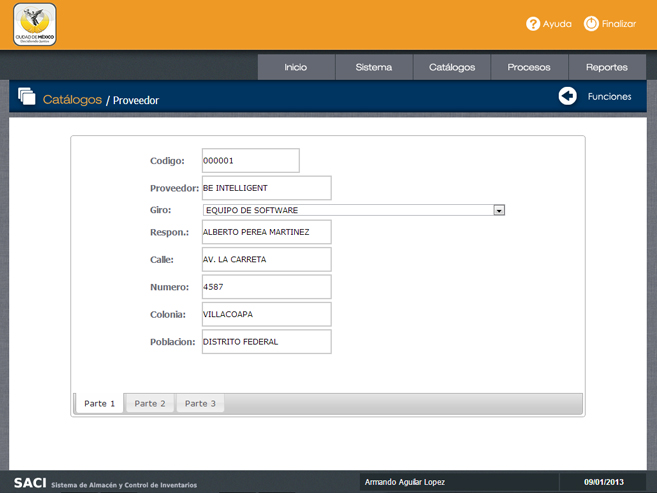 CIUDAD DE MÉXICO
Ayuda
Finalizar
Inicio
Sistema
Catálogos
Procesos
Reportes
Catálogos / Proveedor
Funciones
Codigo: 000001
Proveedor: BE INTELLIGENT
Giro: EQUIPO DE SOFTWARE
Respon.: ALBERTO PEREA MARTINEZ
Calle: AV. LA CARRETA
Numero: 4587
Colonia: VILLACOAPA
Poblacion: DISTRITO FEDERAL
Parte 1
Parte 2
Parte 3
SACI Sistema de Almacén y Control de Inventarios
Armando Aguilar Lopez
09/01/2013